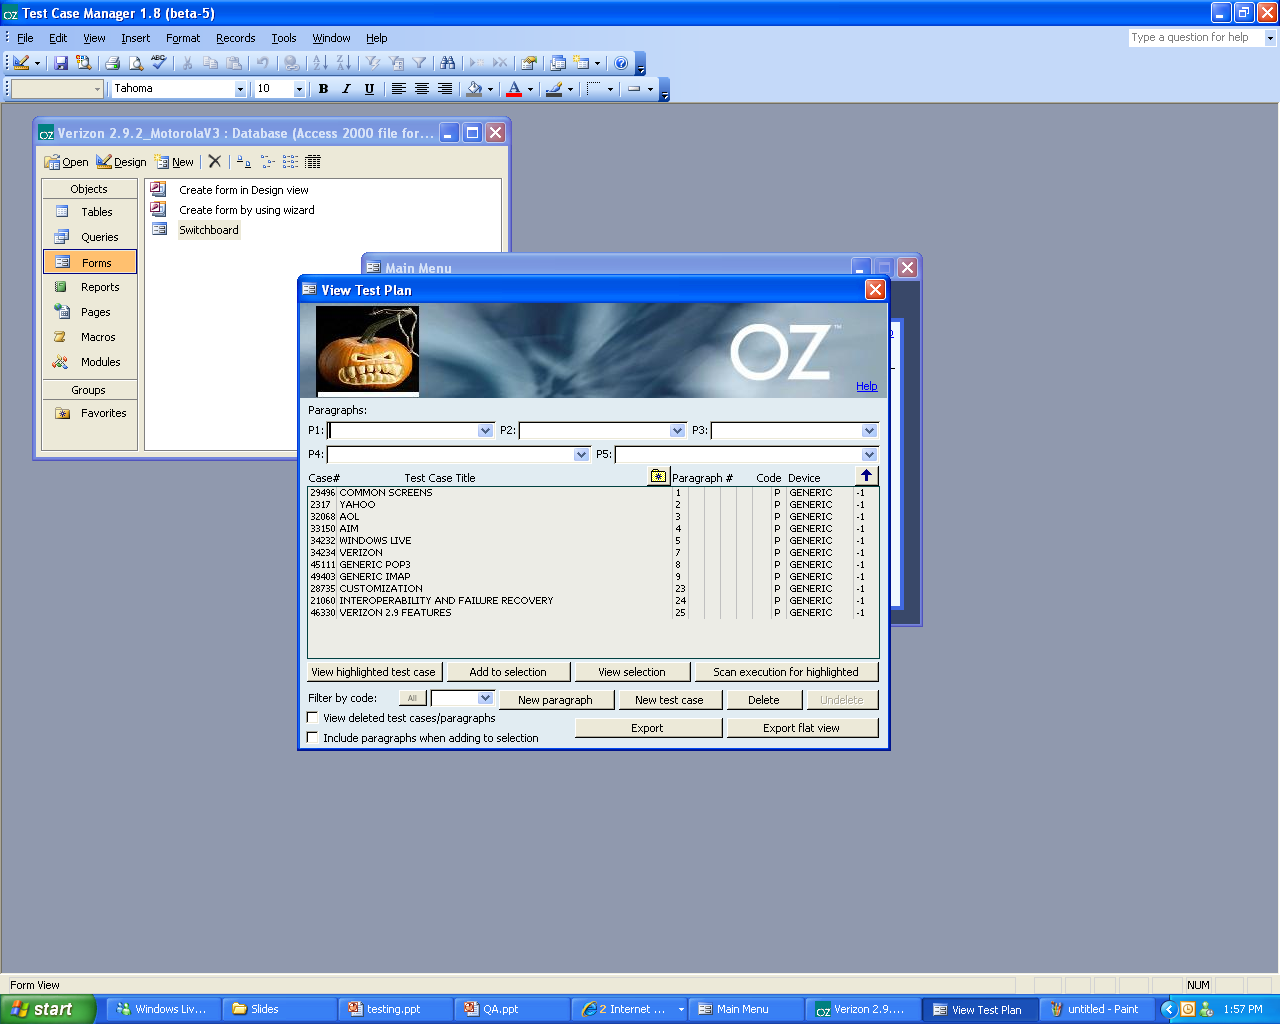 OZ Test Case Manager 1.8 (beta-5)
File Edit View Insert Format Records Tools Window Help
Type a question for help
Tahoma 10 B I U A
OZ Verizon 2.9.2_MotorolaV3 : Database (Access 2000 file for...
Open Design New
Objects
Tables
Queries
Forms
Reports
Pages
Macros
Modules
Groups
Favorites
Create form in Design view
Create form by using wizard
Switchboard
Main Menu
View Test Plan
OZ™
Help
Paragraphs:
P1: P2: P3:
P4: P5:
Case# Test Case Title Paragraph # Code Device
29496 COMMON SCREENS 1 P GENERIC -1
2317 YAHOO 2 P GENERIC -1
32068 AOL 3 P GENERIC -1
33150 AIM 4 P GENERIC -1
34232 WINDOWS LIVE 5 P GENERIC -1
34234 VERIZON 7 P GENERIC -1
45111 GENERIC POP3 8 P GENERIC -1
49403 GENERIC IMAP 9 P GENERIC -1
28735 CUSTOMIZATION 23 P GENERIC -1
21060 INTEROPERABILITY AND FAILURE RECOVERY 24 P GENERIC -1
46330 VERIZON 2.9 FEATURES 25 P GENERIC -1
View highlighted test case Add to selection View selection Scan execution for highlighted
Filter by code: All New paragraph New test case Delete Undelete
View deleted test cases/paragraphs
Export Export flat view
Include paragraphs when adding to selection
Form View NUM
start Windows Liv... Slides testing.ppt QA.ppt 2 Internet ... Main Menu OZ Verizon 2.9.... View Test Plan untitled - Paint 1:57 PM